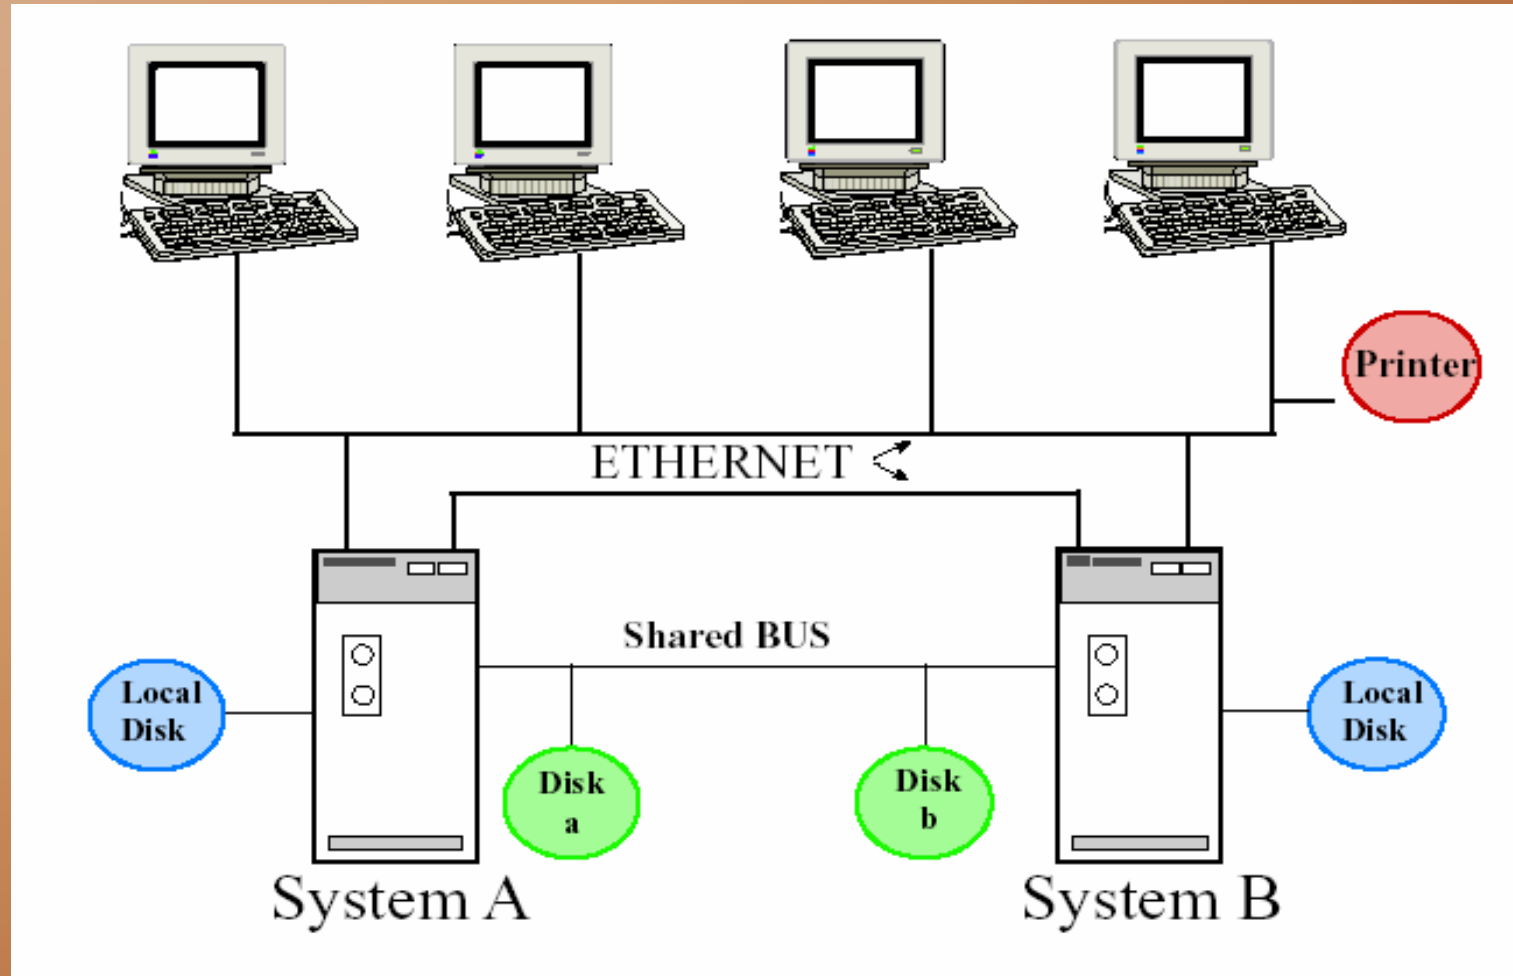 Printer
ETHERNET
Shared BUS
Local
Disk
Disk
a
Disk
b
Local
Disk
System A
System B